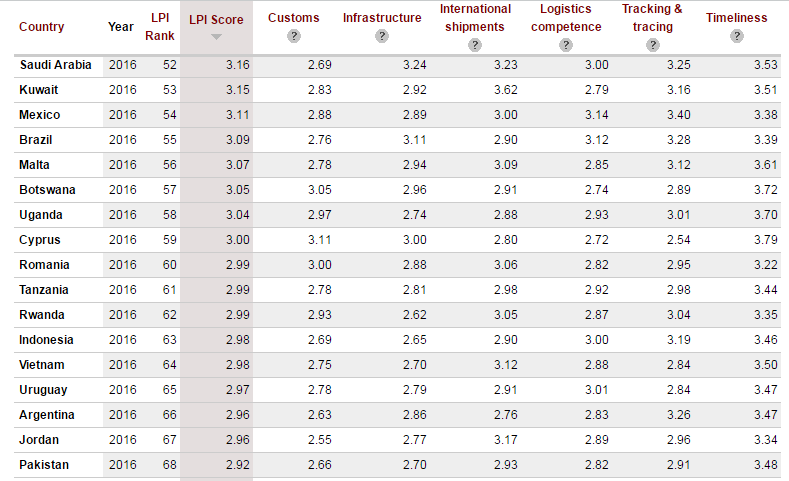 Country Year LPI Rank LPI Score Customs ? Infrastructure ? International shipments ? Logistics competence ? Tracking & tracing ? Timeliness ?
Saudi Arabia 2016 52 3.16 2.69 3.24 3.23 3.00 3.25 3.53
Kuwait 2016 53 3.15 2.83 2.92 3.62 2.79 3.16 3.51
Mexico 2016 54 3.11 2.88 2.89 3.00 3.14 3.40 3.38
Brazil 2016 55 3.09 2.76 3.11 2.90 3.12 3.28 3.39
Malta 2016 56 3.07 2.78 2.94 3.09 2.85 3.12 3.61
Botswana 2016 57 3.05 3.05 2.96 2.91 2.74 2.89 3.72
Uganda 2016 58 3.04 2.97 2.74 2.88 2.93 3.01 3.70
Cyprus 2016 59 3.00 3.11 3.00 2.80 2.72 2.54 3.79
Romania 2016 60 2.99 3.00 2.88 3.06 2.82 2.95 3.22
Tanzania 2016 61 2.99 2.78 2.81 2.98 2.92 2.98 3.44
Rwanda 2016 62 2.99 2.93 2.62 3.05 2.87 3.04 3.35
Indonesia 2016 63 2.98 2.69 2.65 2.90 3.00 3.19 3.46
Vietnam 2016 64 2.98 2.75 2.70 3.12 2.88 2.84 3.50
Uruguay 2016 65 2.97 2.78 2.79 2.91 3.01 2.84 3.47
Argentina 2016 66 2.96 2.63 2.86 2.76 2.83 3.26 3.47
Jordan 2016 67 2.96 2.55 2.77 3.17 2.89 2.96 3.34
Pakistan 2016 68 2.92 2.66 2.70 2.93 2.82 2.91 3.48